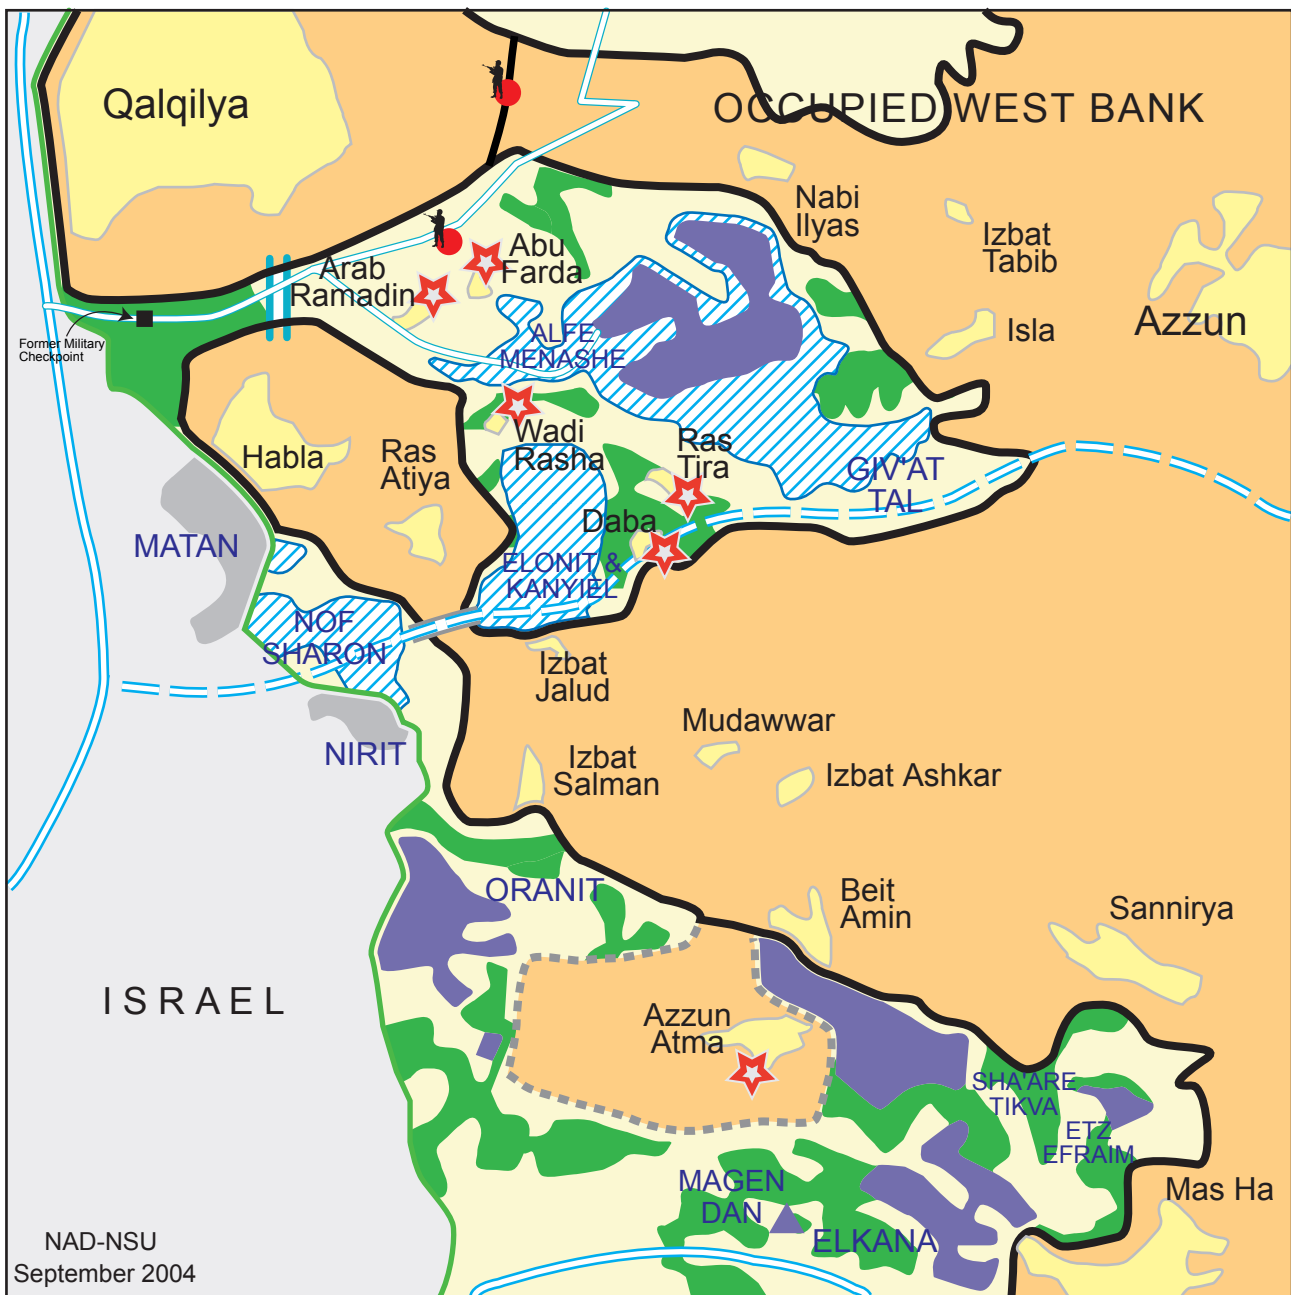 Qalqilya
OCCUPIED WEST BANK
Nabi
Ilyas
Izbat
Tabib
Abu
Farda
Arab
Ramadin
Isla
Azzun
Former Military
Checkpoint
ALFE
MENASHE
Habla
Ras
Atiya
Wadi
Rasha
Ras
Tira
GIV'AT
TAL
Daba
MATAN
ELONIT &
KANYIEL
NOF
SHARON
Izbat
Jalud
NIRIT
Mudawwar
Izbat
Salman
Izbat Ashkar
ORANIT
Beit
Amin
Sannirya
ISRAEL
Azzun
Atma
SHA'ARE
TIKVA
ETZ
EFRAIM
MAGEN
DAN
Mas Ha
ELKANA
NAD-NSU
September 2004